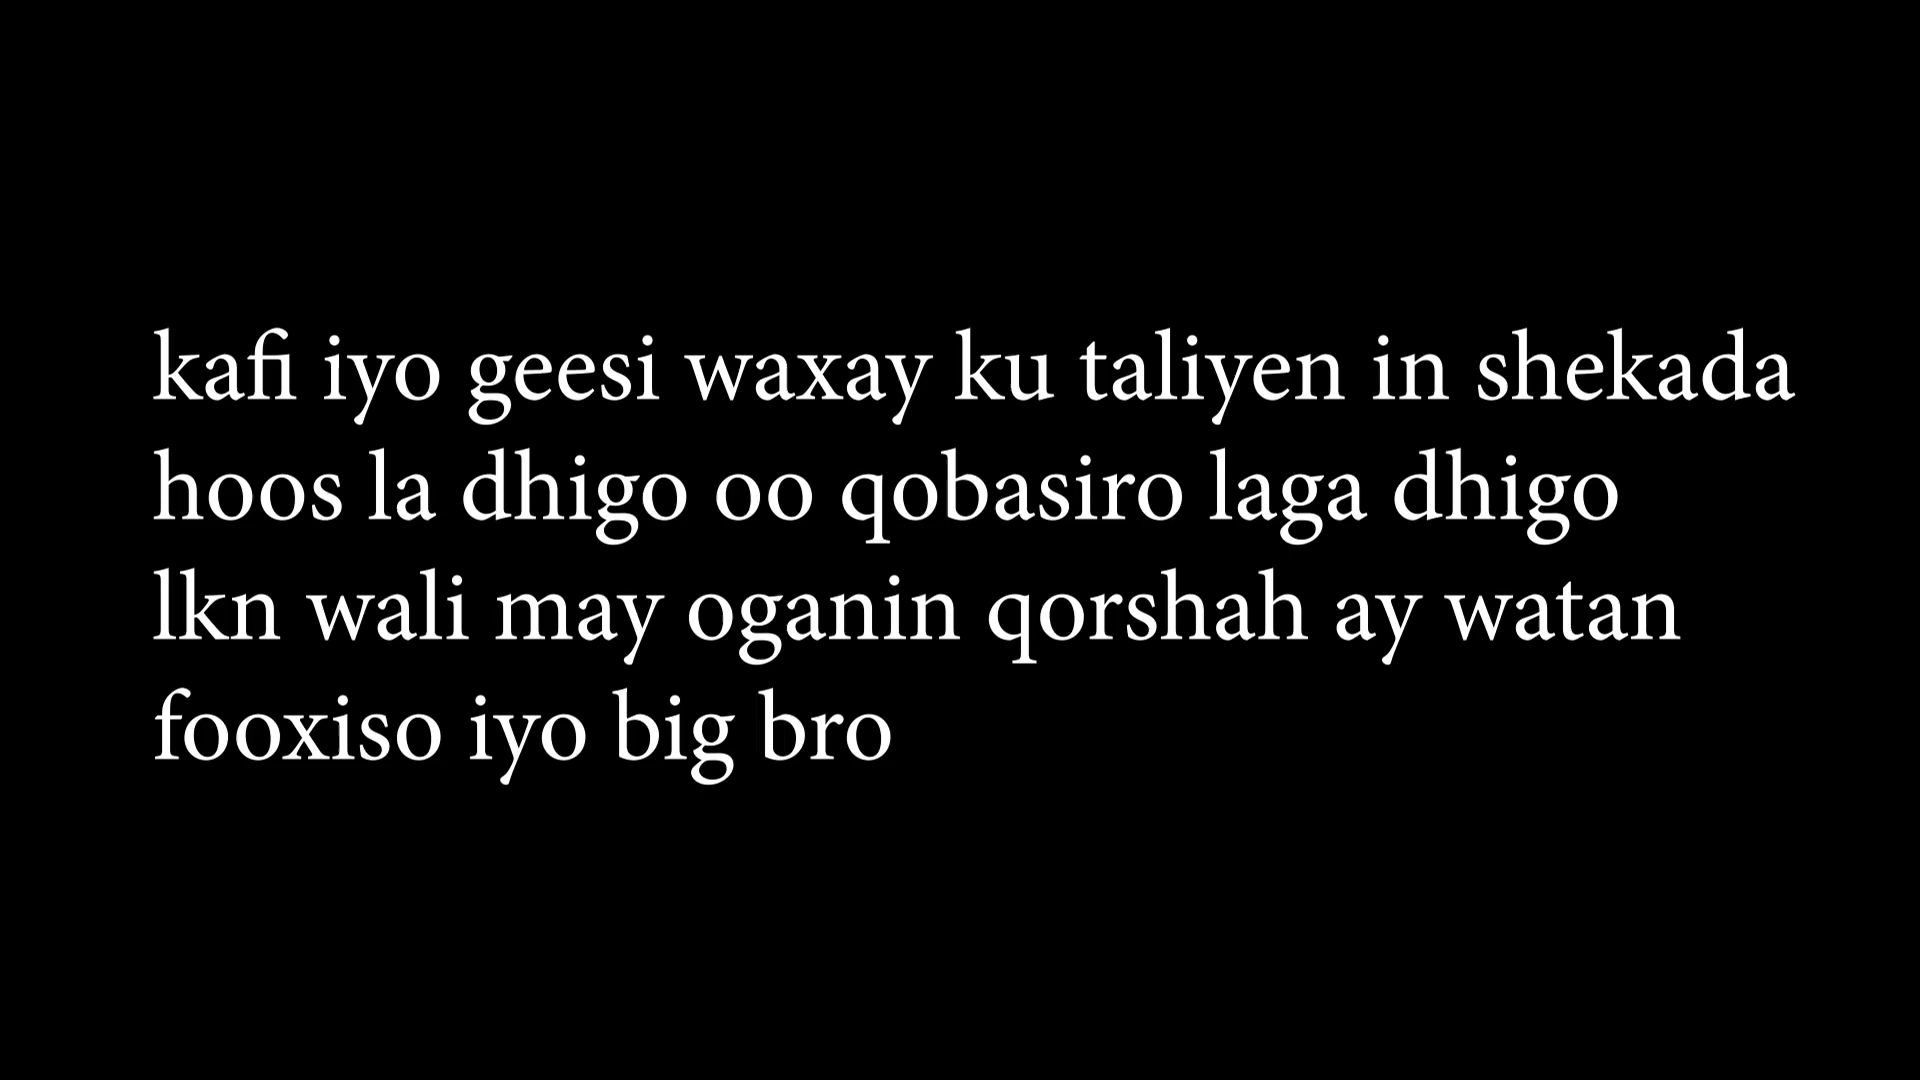 kafi iyo geesi waxay ku taliyen in shekada
hoos la dhigo oo qobasiro laga dhigo
lkn wali may oganin qorshah ay watan
fooxiso iyo big bro